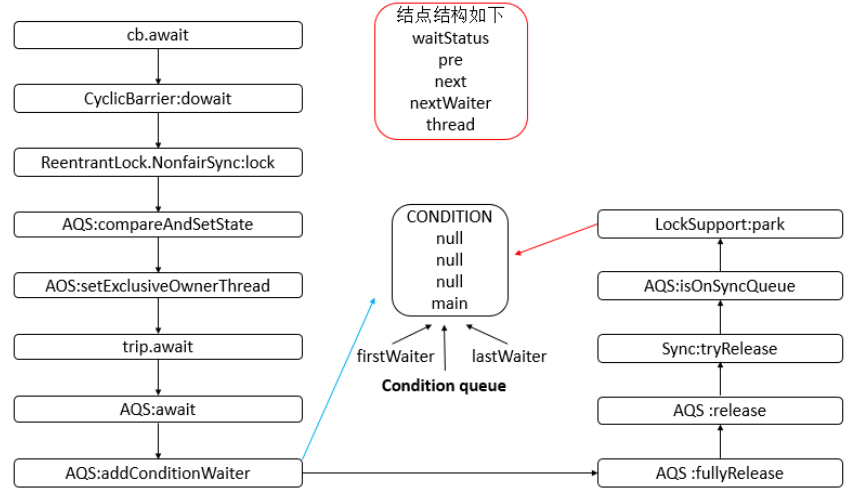 cb.await
CyclicBarrier:dowait
ReentrantLock.NonfairSync:lock
AQS:compareAndSetState
AOS:setExclusiveOwnerThread
trip.await
AQS:await
AQS:addConditionWaiter
结点结构如下
waitStatus
pre
next
nextWaiter
thread
CONDITION
null
null
null
main
firstWaiter
lastWaiter
Condition queue
LockSupport:park
AQS:isOnSyncQueue
Sync:tryRelease
AQS :release
AQS :fullyRelease